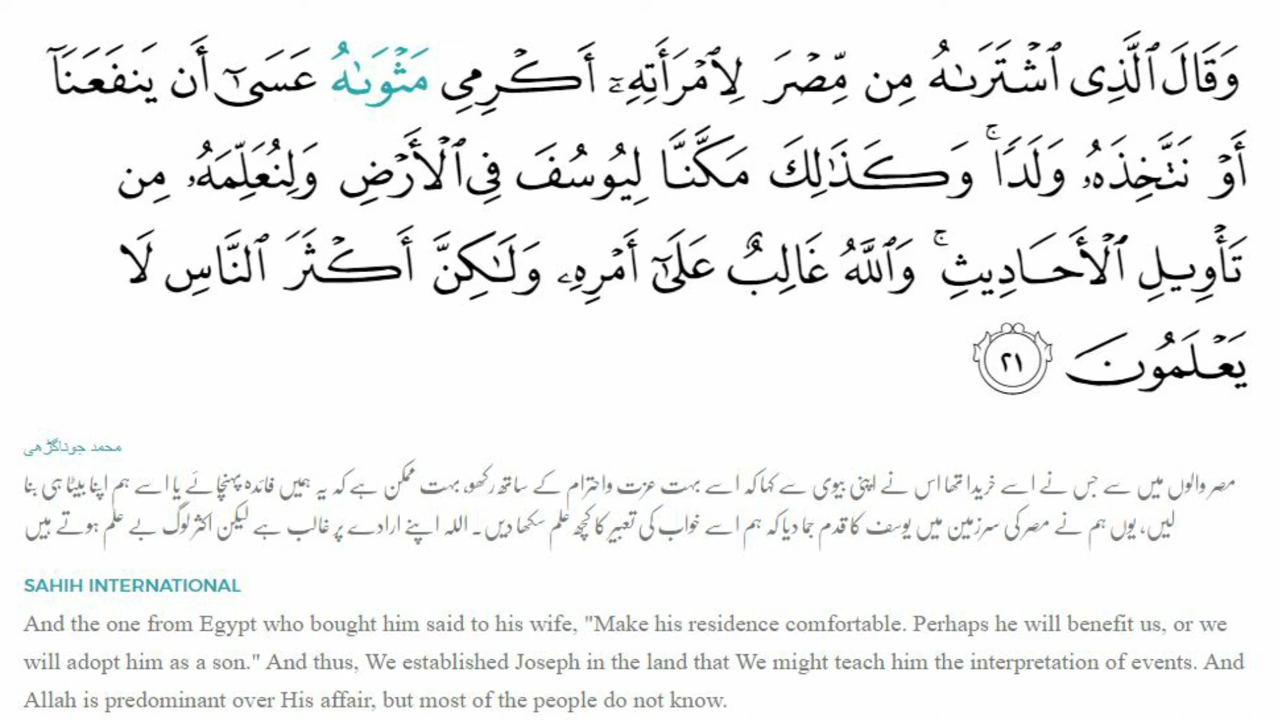 وَقَالَ ٱلَّذِى ٱشْتَرَىٰهُ مِن مِّصْرَ لِٱمْرَأَتِهِۦٓ أَكْرِمِى مَثْوَىٰهُ عَسَىٰٓ أَن يَنفَعَنَآ
أَوْ نَتَّخِذَهُۥ وَلَدًا ۚ وَكَذَٰلِكَ مَكَّنَّا لِيُوسُفَ فِى ٱلْأَرْضِ وَلِنُعَلِّمَهُۥ مِن
تَأْوِيلِ ٱلْأَحَادِيثِ ۚ وَٱللَّهُ غَالِبٌ عَلَىٰٓ أَمْرِهِۦ وَلَـٰكِنَّ أَكْثَرَ ٱلنَّاسِ لَا
يَعْلَمُونَ ٢١
محمد جوناگڑھی
مصر والوں میں سے جس نے اسے خریدا تھا اس نے اپنی بیوی سے کہا کہ اسے بہت عزت واحترام کے ساتھ رکھو، بہت ممکن ہے کہ یہ ہمیں فائدہ پہنچائے یا اسے ہم اپنا بیٹا ہی بنا
لیں، یوں ہم نے مصر کی سرزمین میں یوسف کا قدم جما دیا کہ ہم اسے خواب کی تعبیر کا کچھ علم سکھا دیں۔ اللہ اپنے ارادے پر غالب ہے لیکن اکثر لوگ بے علم ہوتے ہیں
SAHIH INTERNATIONAL
And the one from Egypt who bought him said to his wife, "Make his residence comfortable. Perhaps he will benefit us, or we
will adopt him as a son." And thus, We established Joseph in the land that We might teach him the interpretation of events. And
Allah is predominant over His affair, but most of the people do not know.